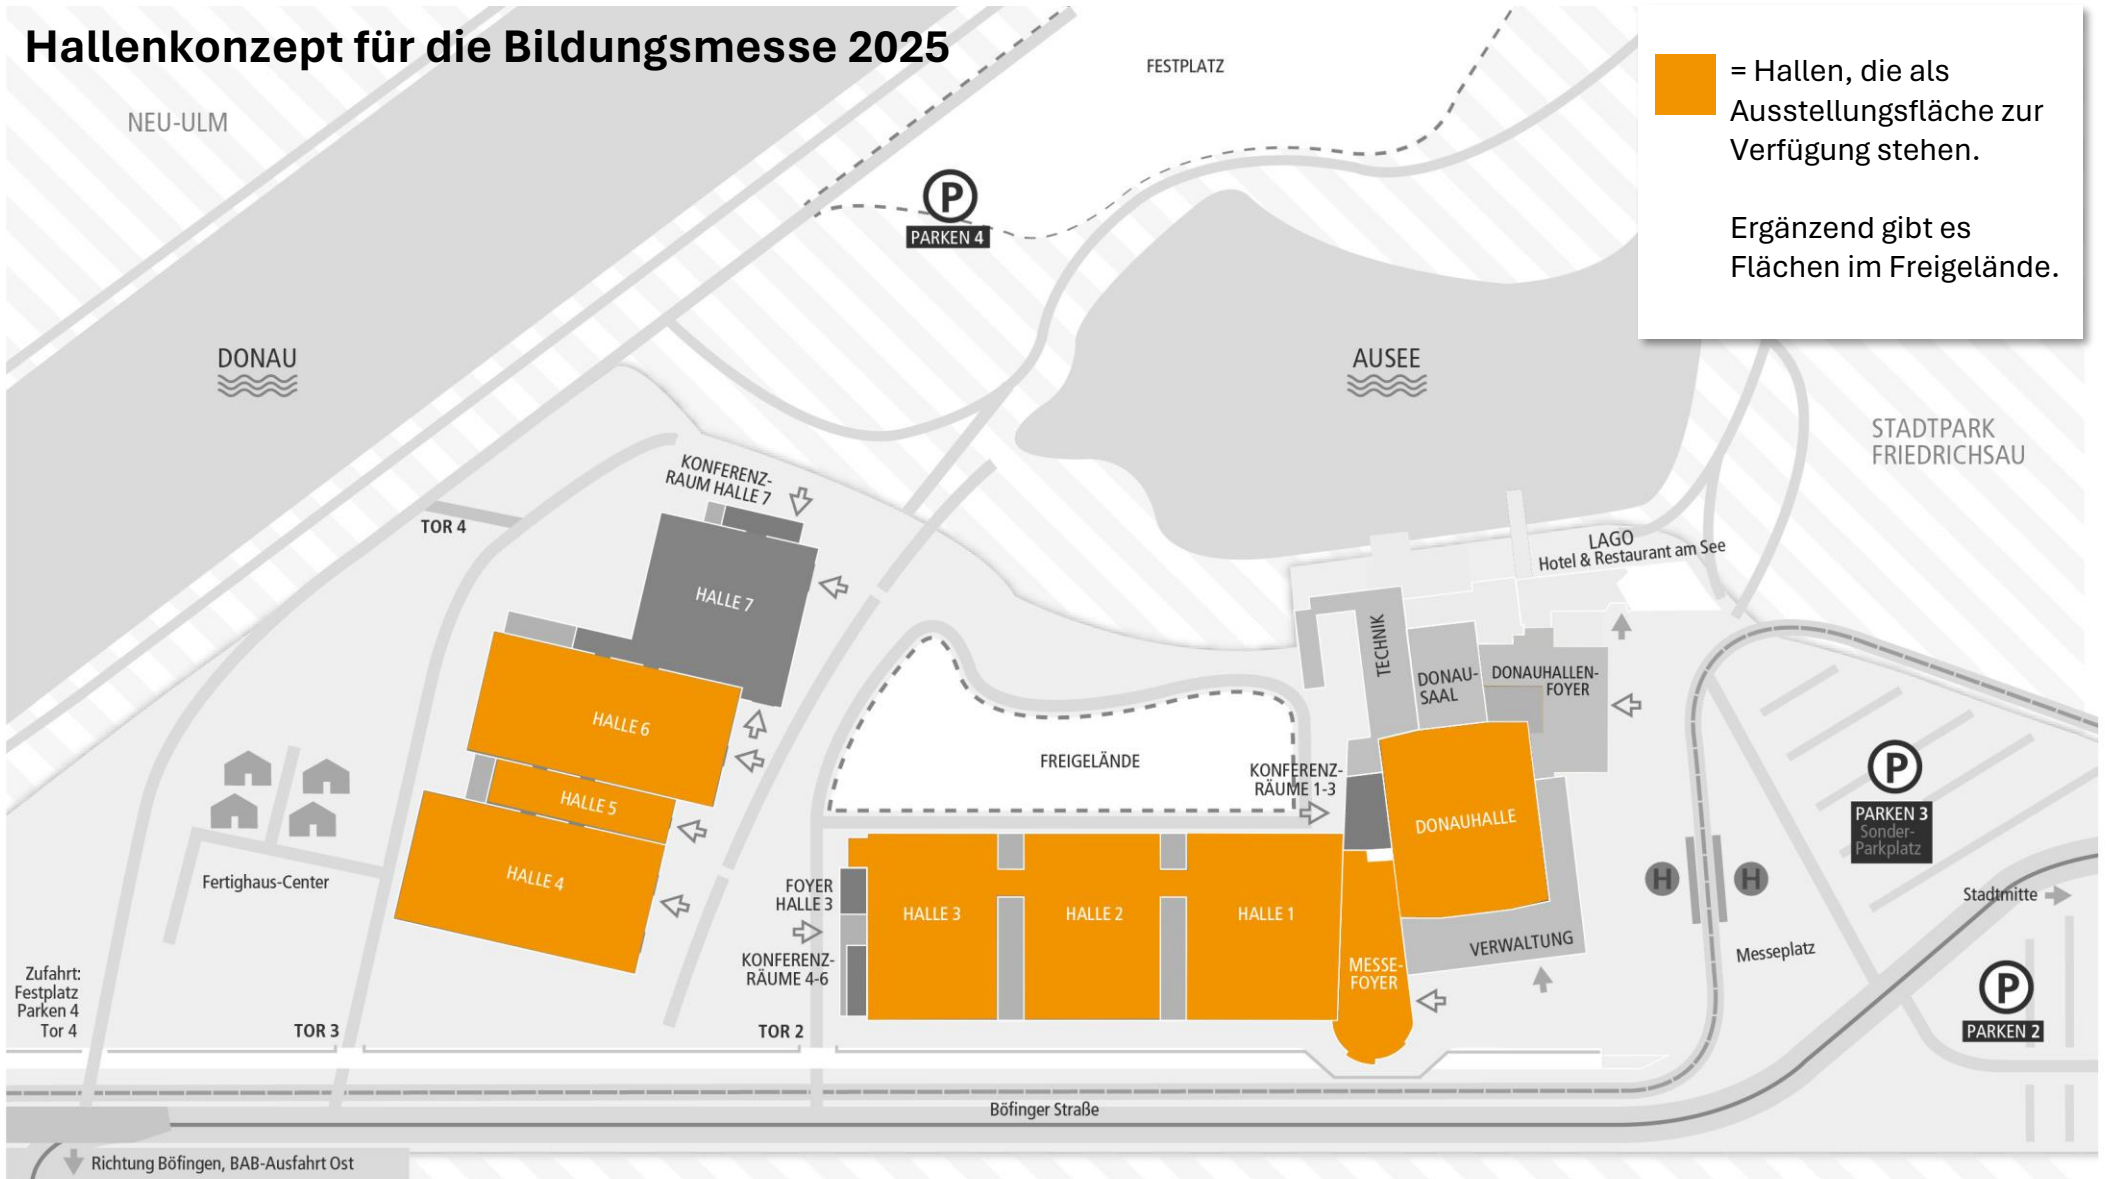 Hallenkonzept für die Bildungsmesse 2025
= Hallen, die als
Ausstellungsfläche zur
Verfügung stehen.
Ergänzend gibt es
Flächen im Freigelände.
NEU-ULM
FESTPLATZ
P
PARKEN 4
DONAU
AUSEE
STADTPARK
FRIEDRICHSAU
KONFERENZ-
RAUM HALLE 7
TOR 4
LAGO
Hotel & Restaurant am See
HALLE 7
TECHNIK
DONAU-
SAAL
DONAUHALLEN-
FOYER
HALLE 6
FREIGELÄNDE
KONFERENZ-
RÄUME 1-3
HALLE 5
DONAUHALLE
P
PARKEN 3
Sonder-
Parkplatz
HALLE 4
Fertighaus-Center
FOYER
HALLE 3
HALLE 3
HALLE 2
HALLE 1
H
H
Stadtmitte
VERWALTUNG
Messeplatz
KONFERENZ-
RÄUME 4-6
MESSE-
FOYER
Zufahrt:
Festplatz
Parken 4
Tor 4
TOR 3
TOR 2
P
PARKEN 2
Böfinger Straße
Richtung Böfingen, BAB-Ausfahrt Ost